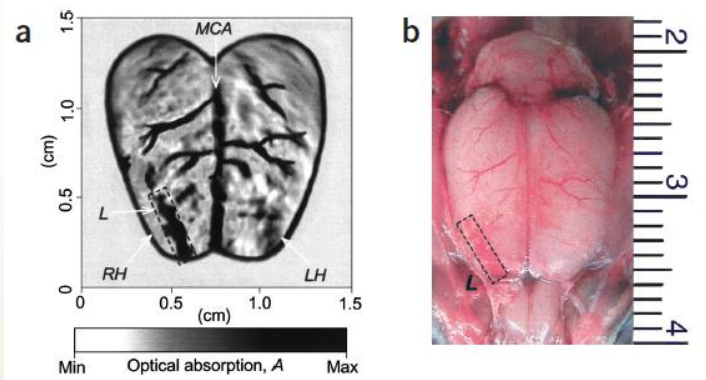 a
MCA
1.5
1.0
(cm)
0.5
0
L
RH
LH
0
0.5
1.0
1.5
(cm)
Min
Optical absorption, A
Max
b
2
3
4
L